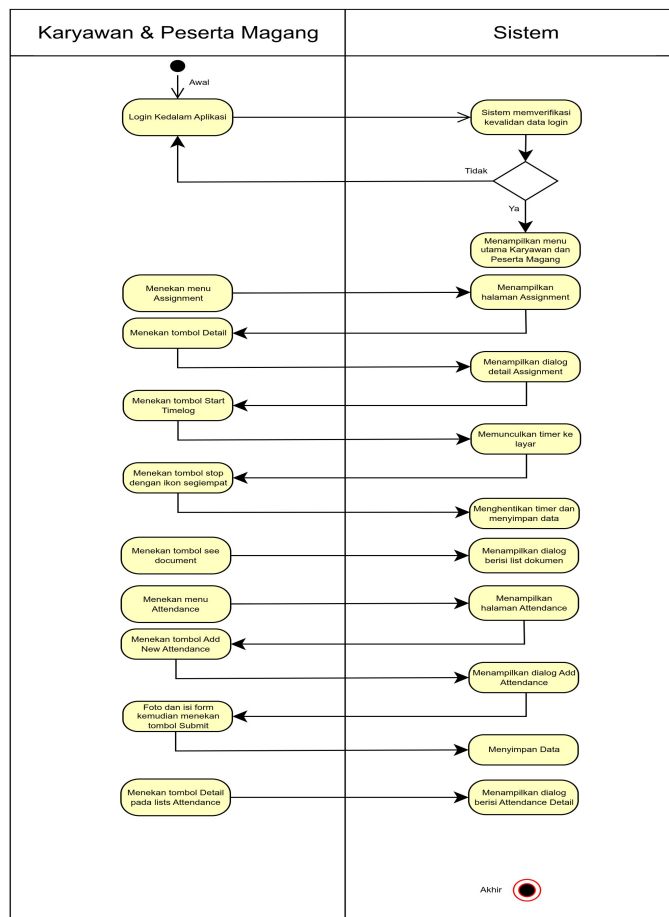 Karyawan & Peserta Magang
Sistem
Awal
Login Kedalam Aplikasi
Sistem memverifikasi
kevalidan data login
Tidak
Ya
Menampilkan menu
utama Karyawan dan
Peserta Magang
Menekan menu
Assignment
Menampilkan
halaman Assignment
Menekan tombol Detail
Menampilkan dialog
detail Assignment
Menekan tombol Start
Timelog
Memunculkan timer ke
layar
Menekan tombol stop
dengan ikon segiempat
Menghentikan timer dan
menyimpan data
Menekan tombol see
document
Menampilkan dialog
berisi list dokumen
Menekan menu
Attendance
Menampilkan
halaman Attendance
Menekan tombol Add
New Attendance
Menampilkan dialog Add
Attendance
Foto dan isi form
kemudian menekan
tombol Submit
Menyimpan Data
Menekan tombol Detail
pada lists Attendance
Menampilkan dialog
berisi Attendance Detail
Akhir